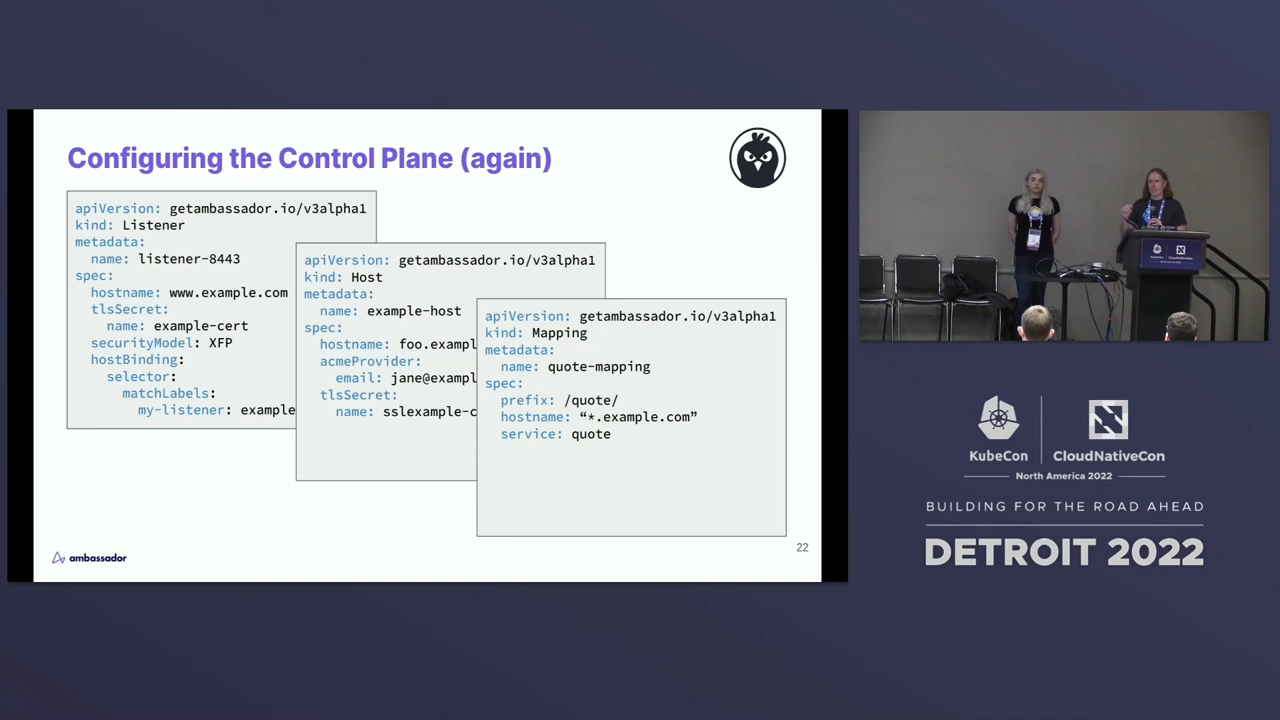 Configuring the Control Plane (again)
apiVersion: getambassador.io/v3alpha1
kind: Listener
metadata:
  name: listener-8443
spec:
  hostname: www.example.com
  tlsSecret:
    name: example-cert
  securityModel: XFP
  hostBinding:
    selector:
      matchLabels:
        my-listener: example
apiVersion: getambassador.io/v3alpha1
kind: Host
metadata:
  name: example-host
spec:
  hostname: foo.exampl
  acmeProvider:
    email: jane@exampl
  tlsSecret:
    name: sslexample-c
apiVersion: getambassador.io/v3alpha1
kind: Mapping
metadata:
  name: quote-mapping
spec:
  prefix: /quote/
  hostname: “*.example.com”
  service: quote
ambassador
22
KubeCon
CloudNativeCon
North America 2022
BUILDING FOR THE ROAD AHEAD
DETROIT 2022